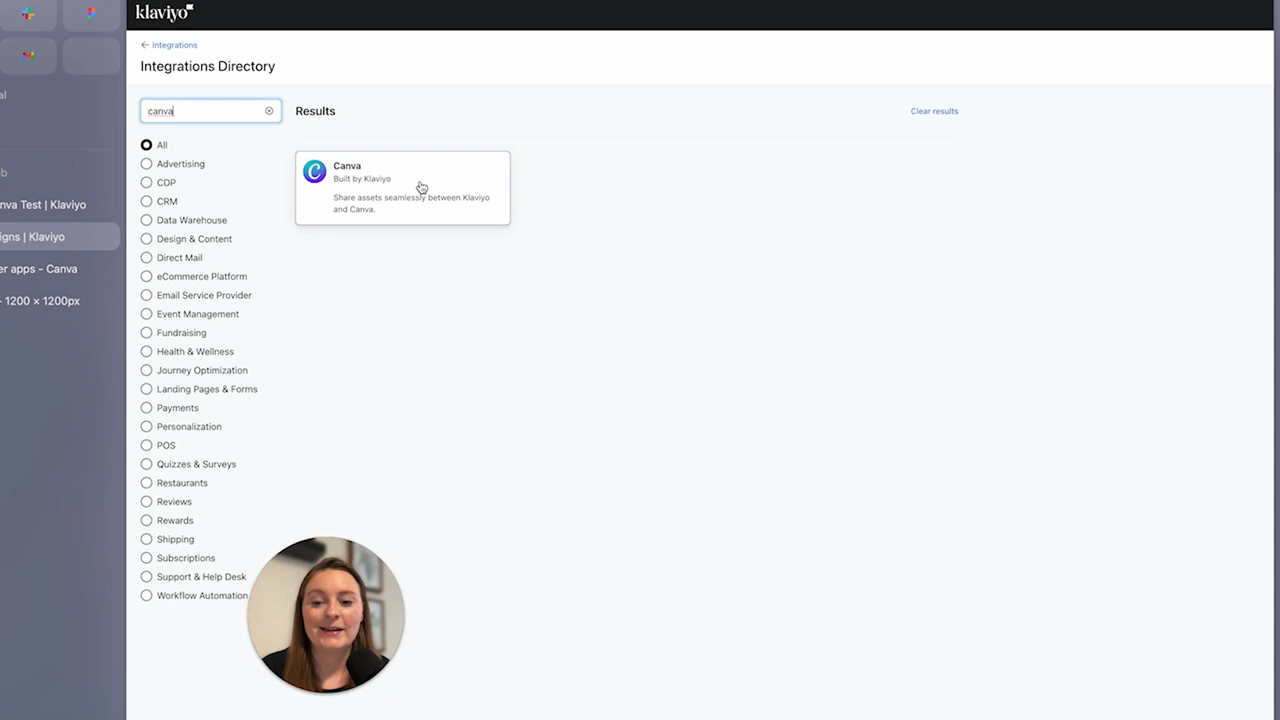 klaviyo
← Integrations
Integrations Directory
canva
Results
Clear results
All
Advertising
CDP
CRM
Data Warehouse
Design & Content
Direct Mail
eCommerce Platform
Email Service Provider
Event Management
Fundraising
Health & Wellness
Journey Optimization
Landing Pages & Forms
Payments
Personalization
POS
Quizzes & Surveys
Restaurants
Reviews
Rewards
Shipping
Subscriptions
Support & Help Desk
Workflow Automation
Canva
Built by Klaviyo
Share assets seamlessly between Klaviyo
and Canva.
nva Test | Klaviyo
igns | Klaviyo
er apps - Canva
- 1200 × 1200px